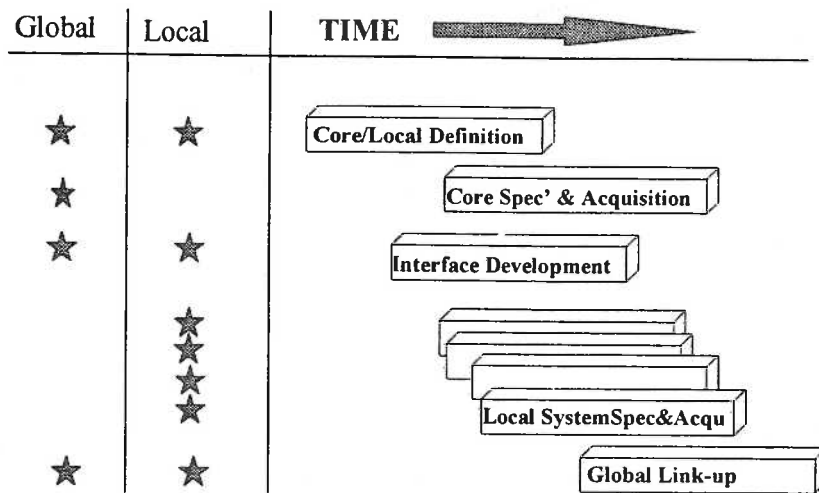 Global Local TIME
Core/Local Definition
Core Spec' & Acquisition
Interface Development
Local SystemSpec&Acqu
Global Link-up